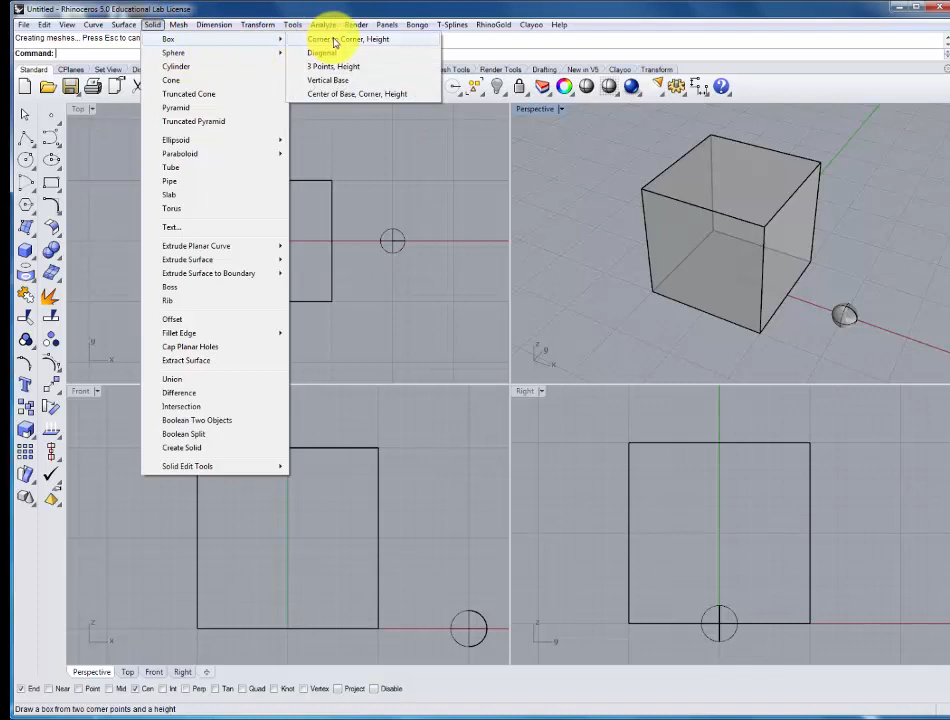 Untitled - Rhinoceros 5.0 Educational Lab License
File Edit View Curve Surface Solid Mesh Dimension Transform Tools Analyze Render Panels Bongo T-Splines RhinoGold Clayoo Help
Creating meshes... Press Esc to can
Command:
Standard CPlanes Set View Dis
Mesh Tools Render Tools Drafting New in V5 Clayoo Transform
Box
Sphere
Cylinder
Cone
Truncated Cone
Pyramid
Truncated Pyramid
Ellipsoid
Paraboloid
Tube
Pipe
Slab
Torus
Text...
Extrude Planar Curve
Extrude Surface
Extrude Surface to Boundary
Boss
Rib
Offset
Fillet Edge
Cap Planar Holes
Extract Surface
Union
Difference
Intersection
Boolean Two Objects
Boolean Split
Create Solid
Solid Edit Tools
Corner to Corner, Height
Diagonal
3 Points, Height
Vertical Base
Center of Base, Corner, Height
Top
y
x
Perspective
z
y
x
Front
z
x
Right
z
y
Perspective Top Front Right
End Near Point Mid Cen Int Perp Tan Quad Knot Vertex Project Disable
Draw a box from two corner points and a height